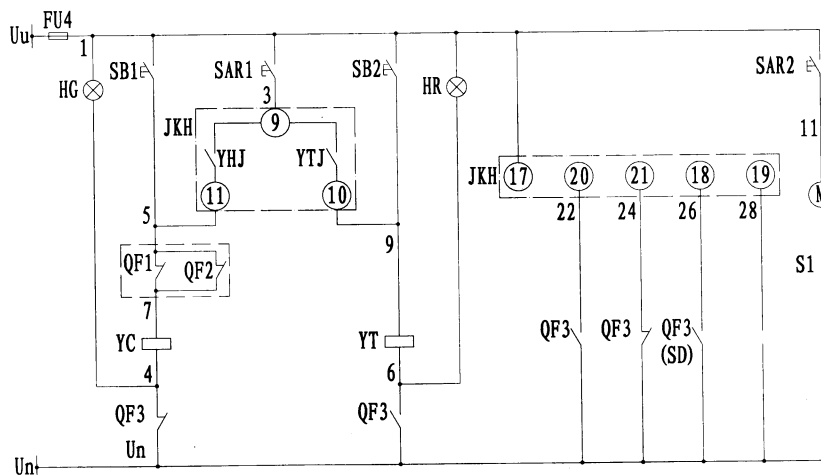 FU4
Uu
1
HG
SB1
SAR1
SB2
HR
SAR2
3
11
JKH
9
YHJ
YTJ
11
10
JKH
17
20
21
18
19
M
5
9
22
24
26
28
QF1
QF2
S1
7
YC
YT
QF3
QF3
QF3
(SD)
4
6
QF3
QF3
Un
Un